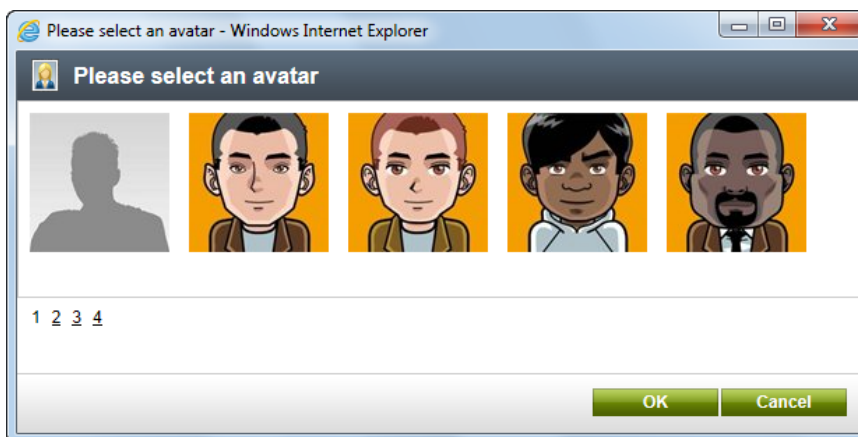 Please select an avatar - Windows Internet Explorer
Please select an avatar
1 2 3 4
OK Cancel